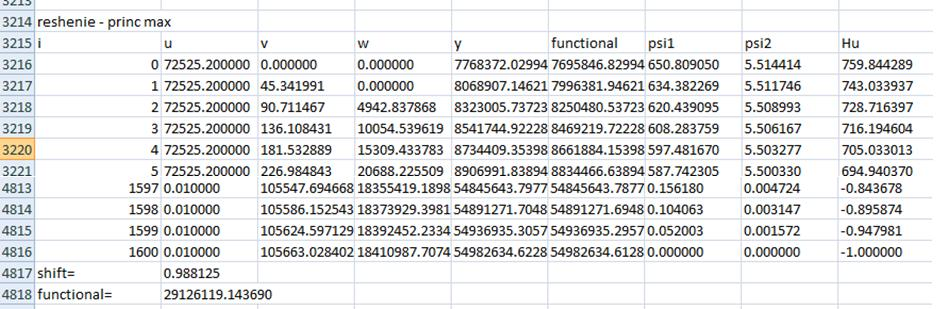 3213
3214 reshenie - princ max
3215 i u v w y functional psi1 psi2 Hu
3216 0 72525.200000 0.000000 0.000000 7768372.02994 7695846.82994 650.809050 5.514414 759.844289
3217 1 72525.200000 45.341991 0.000000 8068907.14621 7996381.94621 634.382269 5.511746 743.033937
3218 2 72525.200000 90.711467 4942.837868 8323005.73723 8250480.53723 620.439095 5.508993 728.716397
3219 3 72525.200000 136.108431 10054.539619 8541744.92228 8469219.72228 608.283759 5.506167 716.194604
3220 4 72525.200000 181.532889 15309.433783 8734409.35398 8661884.15398 597.481670 5.503277 705.033013
3221 5 72525.200000 226.984843 20688.225509 8906991.83894 8834466.63894 587.742305 5.500330 694.940370
4813 1597 0.010000 105547.694668 18355419.1898 54845643.7977 54845643.7877 0.156180 0.004724 -0.843678
4814 1598 0.010000 105586.152543 18373929.3981 54891271.7048 54891271.6948 0.104063 0.003147 -0.895874
4815 1599 0.010000 105624.597129 18392452.2334 54936935.3057 54936935.2957 0.052003 0.001572 -0.947981
4816 1600 0.010000 105663.028402 18410987.7074 54982634.6228 54982634.6128 0.000000 0.000000 -1.000000
4817 shift= 0.988125
4818 functional= 29126119.143690